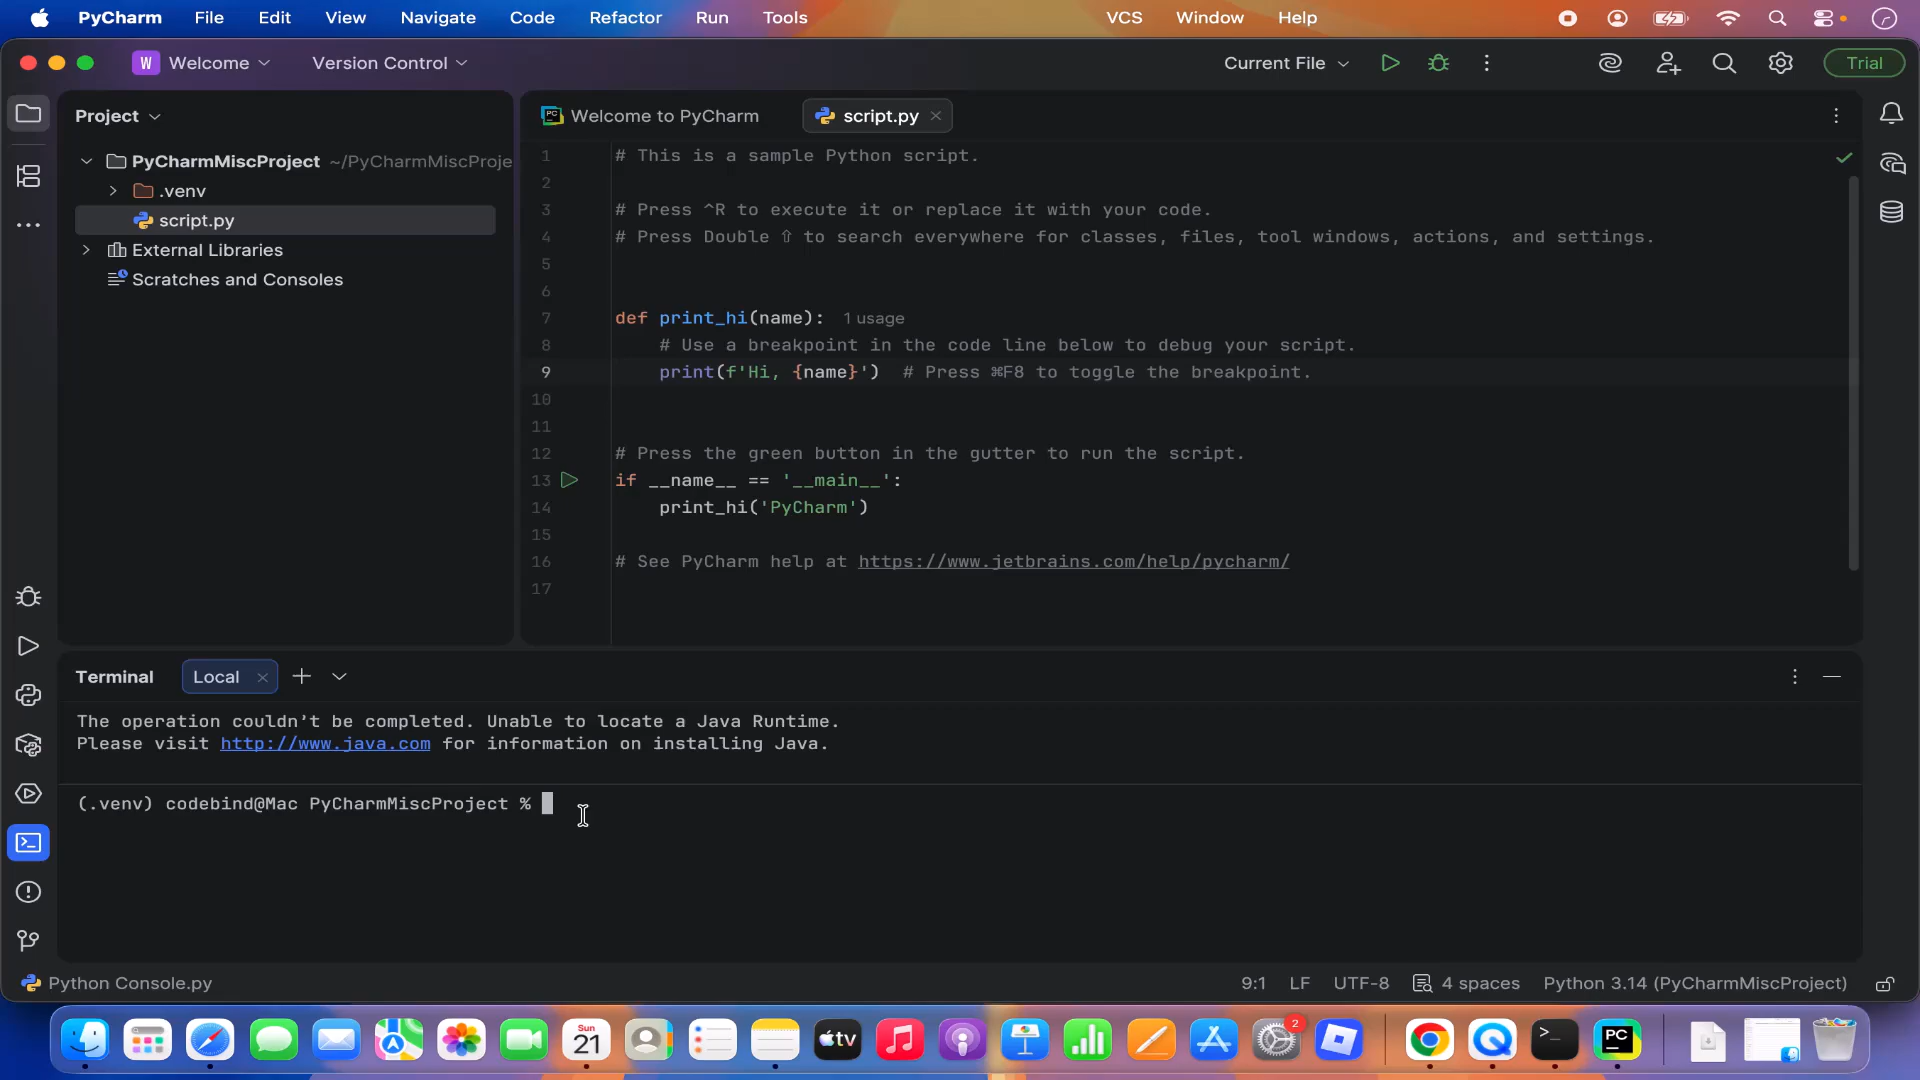 PyCharm File Edit View Navigate Code Refactor Run Tools VCS Window Help
W Welcome Version Control Current File Trial
Project Welcome to PyCharm script.py
PyCharmMiscProject ~/PyCharmMiscProje
.venv
script.py
External Libraries
Scratches and Consoles
1 # This is a sample Python script.
2
3 # Press ^R to execute it or replace it with your code.
4 # Press Double ⇧ to search everywhere for classes, files, tool windows, actions, and settings.
5
6
7 def print_hi(name): 1 usage
8 # Use a breakpoint in the code line below to debug your script.
9 print(f'Hi, {name}') # Press ⌘F8 to toggle the breakpoint.
10
11
12 # Press the green button in the gutter to run the script.
13 if __name__ == '__main__':
14 print_hi('PyCharm')
15
16 # See PyCharm help at https://www.jetbrains.com/help/pycharm/
17
Terminal Local
The operation couldn't be completed. Unable to locate a Java Runtime.
Please visit http://www.java.com for information on installing Java.
(.venv) codebind@Mac PyCharmMiscProject %
Python Console.py 9:1 LF UTF-8 4 spaces Python 3.14 (PyCharmMiscProject)
Sun
21
tv
2
PC